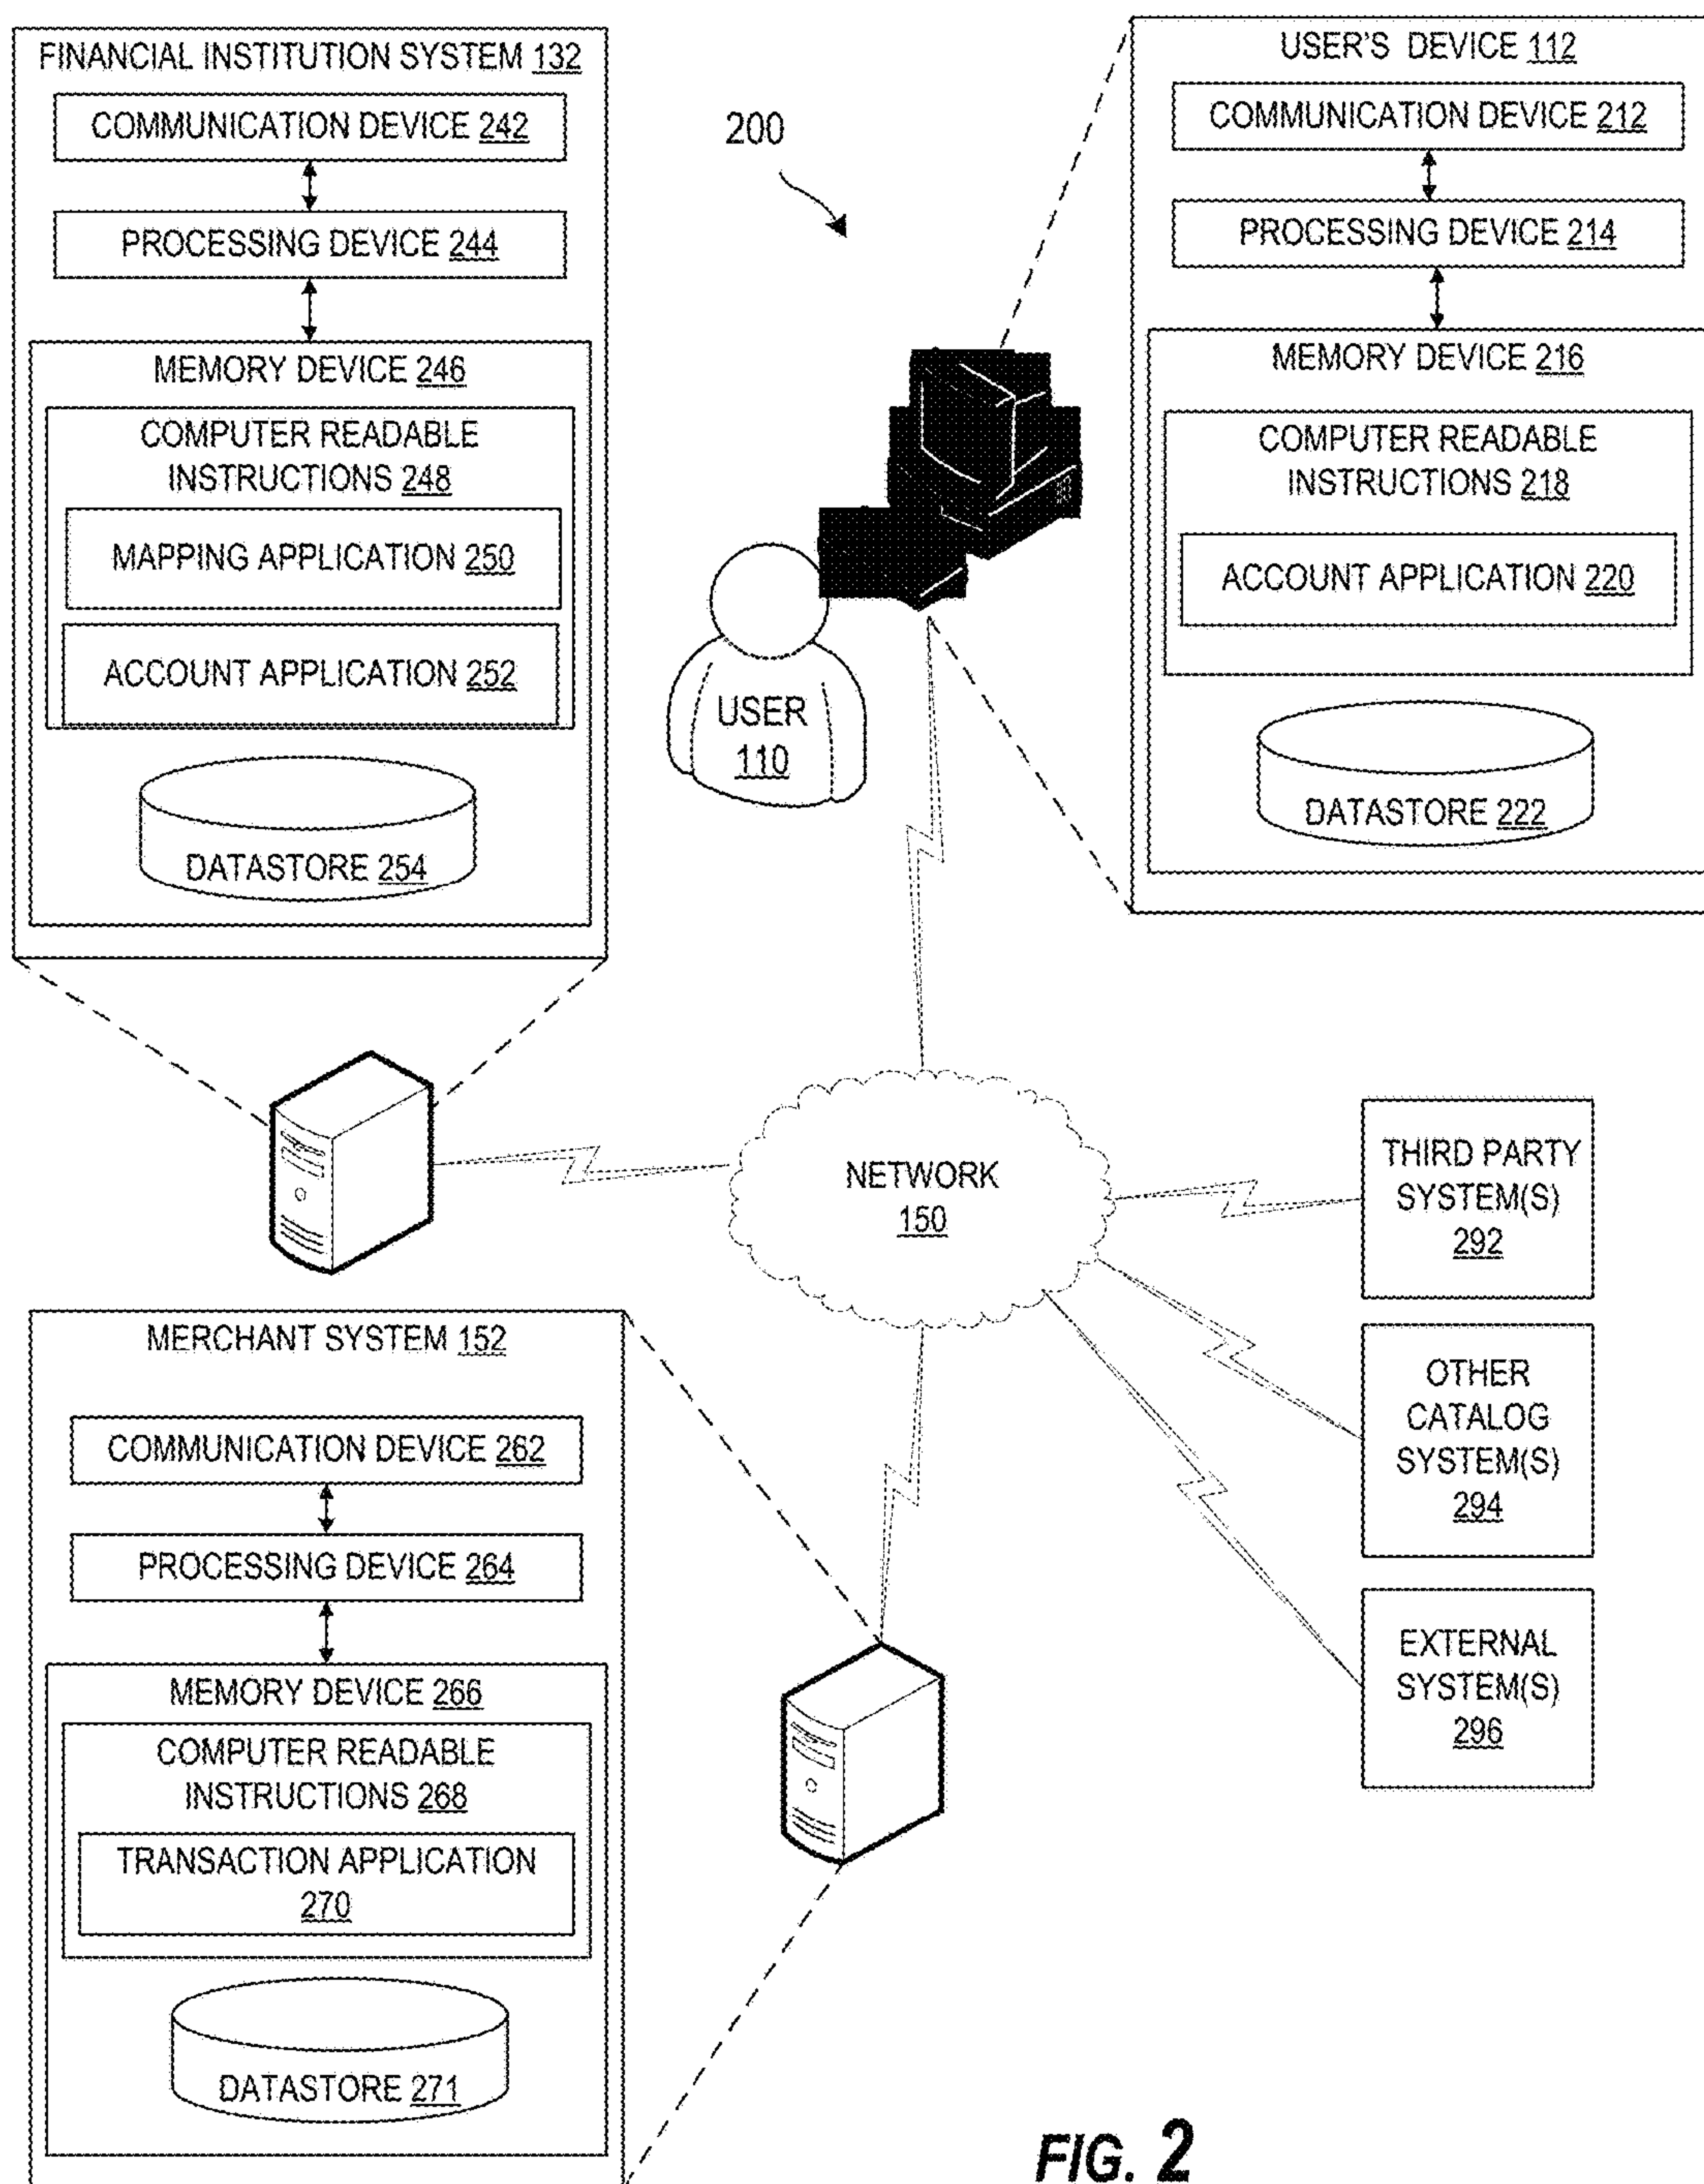 FINANCIAL INSTITUTION SYSTEM 132
COMMUNICATION DEVICE 242
PROCESSING DEVICE 244
MEMORY DEVICE 246
COMPUTER READABLE
INSTRUCTIONS 248
MAPPING APPLICATION 250
ACCOUNT APPLICATION 252
DATASTORE 254
200
USER
110
USER'S DEVICE 112
COMMUNICATION DEVICE 212
PROCESSING DEVICE 214
MEMORY DEVICE 216
COMPUTER READABLE
INSTRUCTIONS 218
ACCOUNT APPLICATION 220
DATASTORE 222
NETWORK
150
THIRD PARTY
SYSTEM(S)
292
OTHER
CATALOG
SYSTEM(S)
294
EXTERNAL
SYSTEM(S)
296
MERCHANT SYSTEM 152
COMMUNICATION DEVICE 262
PROCESSING DEVICE 264
MEMORY DEVICE 266
COMPUTER READABLE
INSTRUCTIONS 268
TRANSACTION APPLICATION
270
DATASTORE 271
FIG. 2